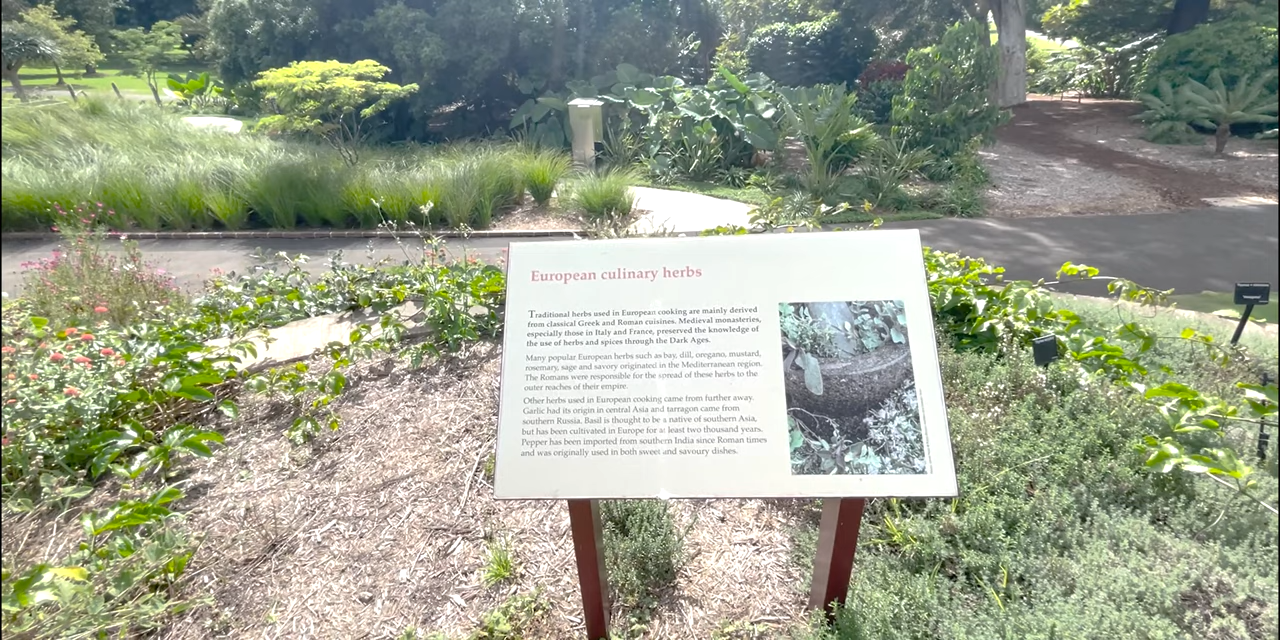 European culinary herbs
Traditional herbs used in European cooking are mainly derived
from classical Greek and Roman cuisines. Medieval monasteries,
especially those in Italy and France, preserved the knowledge of
the use of herbs and spices through the Dark Ages.
Many popular European herbs such as bay, dill, oregano, mustard,
rosemary, sage and savory originated in the Mediterranean region.
The Romans were responsible for the spread of these herbs to the
outer reaches of their empire.
Other herbs used in European cooking came from further away.
Garlic had its origin in central Asia and tarragon came from
southern Russia. Basil is thought to be a native of southern Asia,
but has been cultivated in Europe for at least two thousand years.
Pepper has been imported from southern India since Roman times
and was originally used in both sweet and savoury dishes.